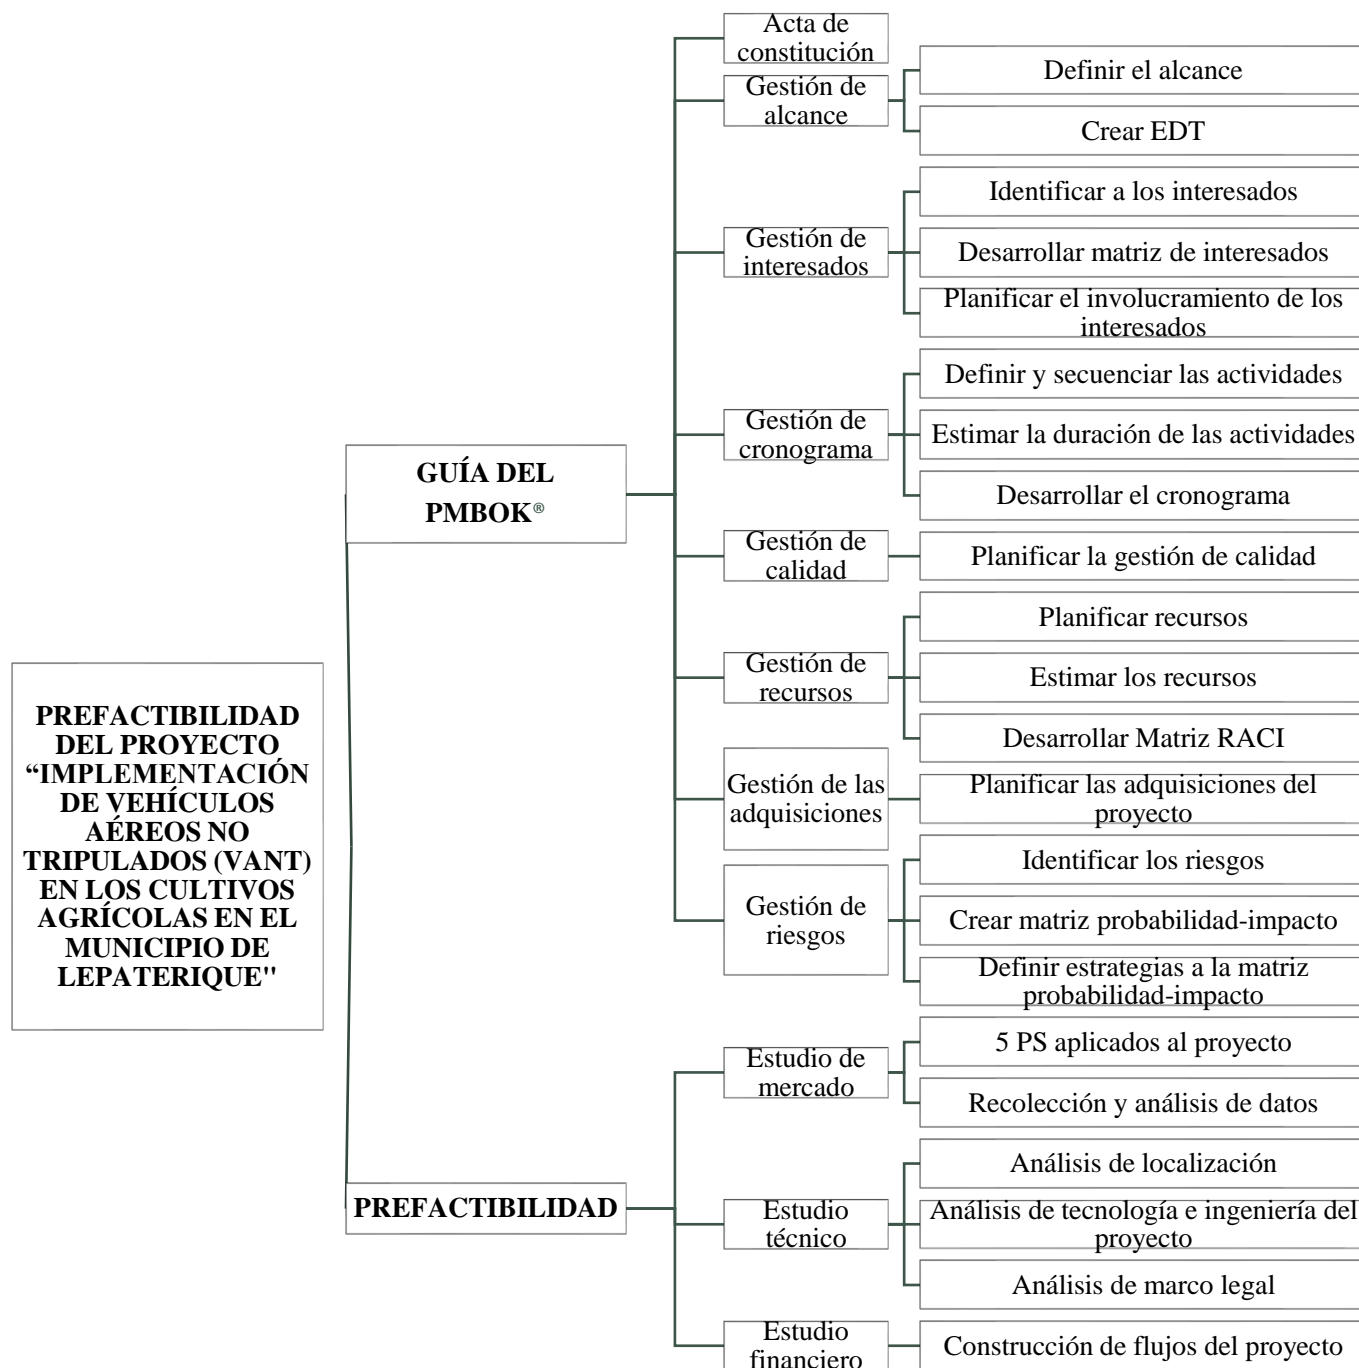 PREFACTIBILIDAD
DEL PROYECTO
“IMPLEMENTACIÓN
DE VEHÍCULOS
AÉREOS NO
TRIPULADOS (VANT)
EN LOS CULTIVOS
AGRÍCOLAS EN EL
MUNICIPIO DE
LEPATERIQUE"
GUÍA DEL
PMBOK®
Acta de
constitución
Gestión de
alcance
Definir el alcance
Crear EDT
Gestión de
interesados
Identificar a los interesados
Desarrollar matriz de interesados
Planificar el involucramiento de los
interesados
Gestión de
cronograma
Definir y secuenciar las actividades
Estimar la duración de las actividades
Desarrollar el cronograma
Gestión de
calidad
Planificar la gestión de calidad
Gestión de
recursos
Planificar recursos
Estimar los recursos
Desarrollar Matriz RACI
Gestión de las
adquisiciones
Planificar las adquisiciones del
proyecto
Gestión de
riesgos
Identificar los riesgos
Crear matriz probabilidad-impacto
Definir estrategias a la matriz
probabilidad-impacto
PREFACTIBILIDAD
Estudio de
mercado
5 PS aplicados al proyecto
Recolección y análisis de datos
Estudio
técnico
Análisis de localización
Análisis de tecnología e ingeniería del
proyecto
Análisis de marco legal
Estudio
financiero
Construcción de flujos del proyecto